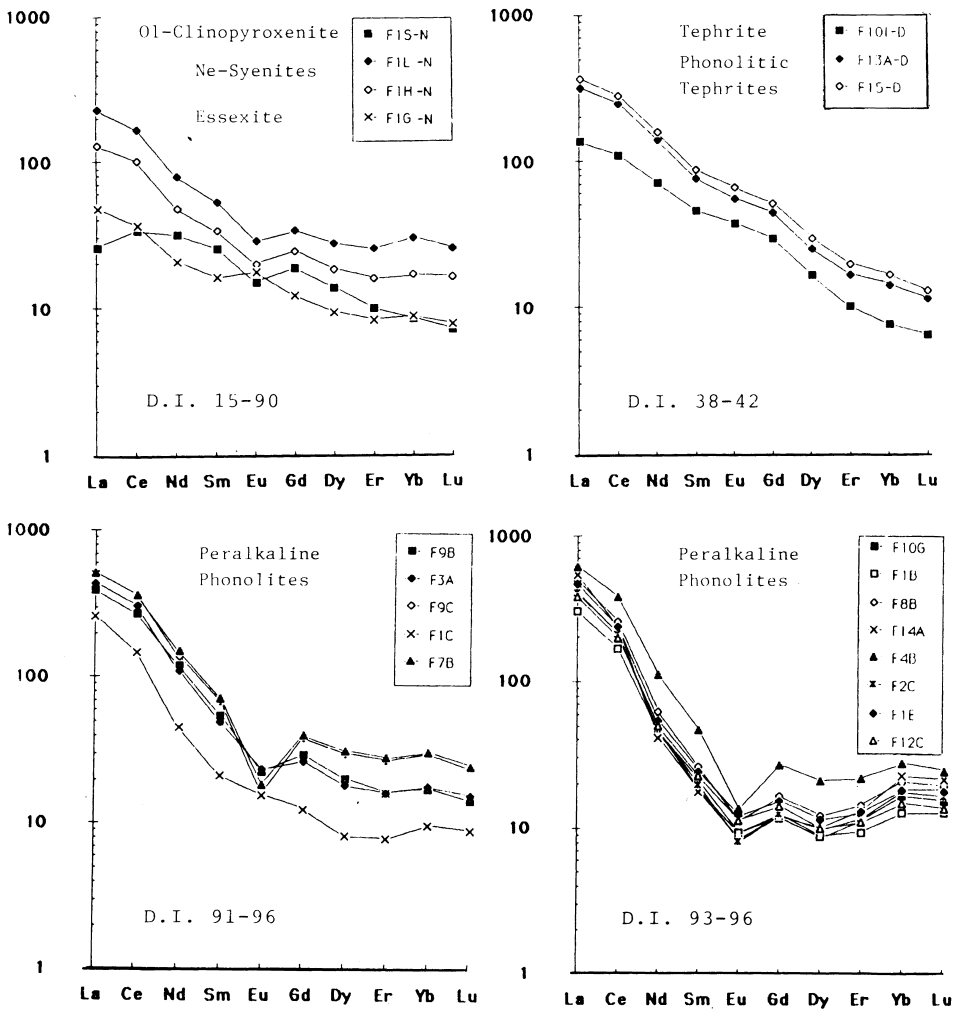 1000
100
10
1
Ol-Clinopyroxenite
Ne-Syenites
Essexite
F1S-N
F1L-N
F1H-N
F1G-N
D.I. 15-90
La Ce Nd Sm Eu Gd Dy Er Yb Lu
1000
100
10
1
Tephrite
Phonolitic
Tephrites
F10I-D
F13A-D
F15-D
D.I. 38-42
La Ce Nd Sm Eu Gd Dy Er Yb Lu
1000
100
10
1
Peralkaline
Phonolites
F9B
F3A
F9C
F1C
F7B
D.I. 91-96
La Ce Nd Sm Eu Gd Dy Er Yb Lu
1000
100
10
1
Peralkaline
Phonolites
F10G
F1B
F8B
F14A
F4B
F2C
F1E
F12C
D.I. 93-96
La Ce Nd Sm Eu Gd Dy Er Yb Lu